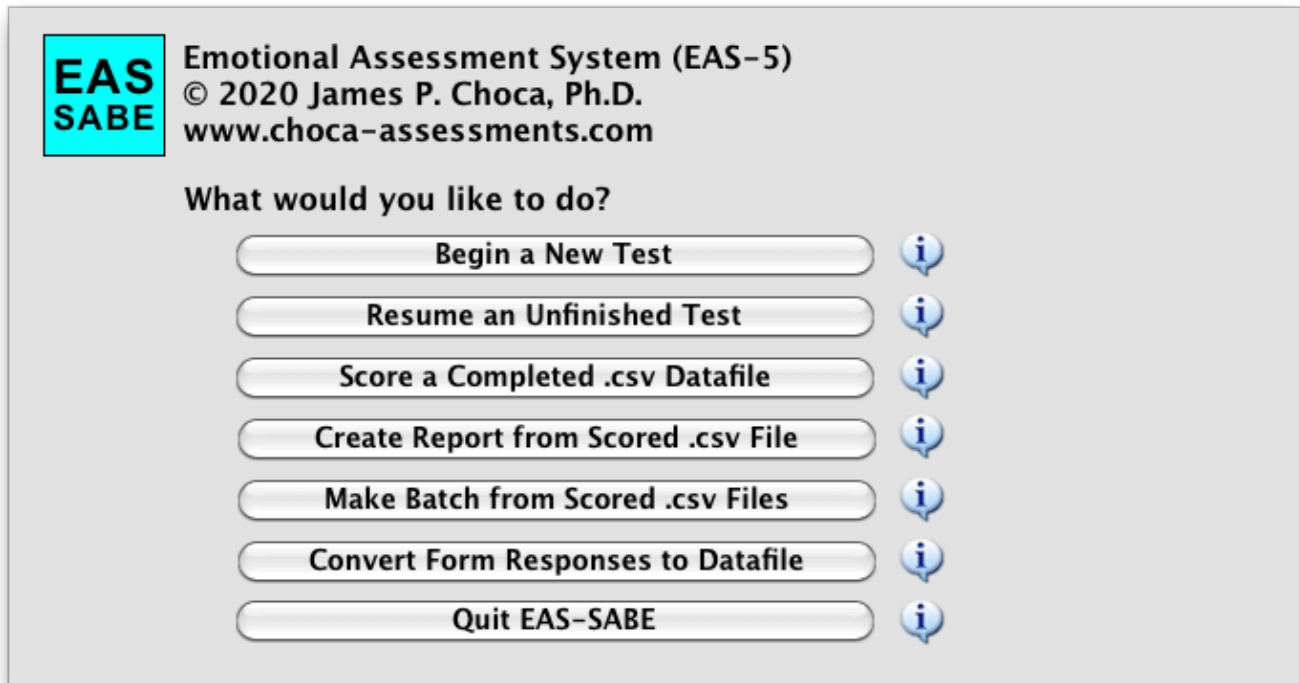 EAS
SABE
Emotional Assessment System (EAS-5)
© 2020 James P. Choca, Ph.D.
www.choca-assessments.com
What would you like to do?
Begin a New Test
i
Resume an Unfinished Test
i
Score a Completed .csv Datafile
i
Create Report from Scored .csv File
i
Make Batch from Scored .csv Files
i
Convert Form Responses to Datafile
i
Quit EAS-SABE
i